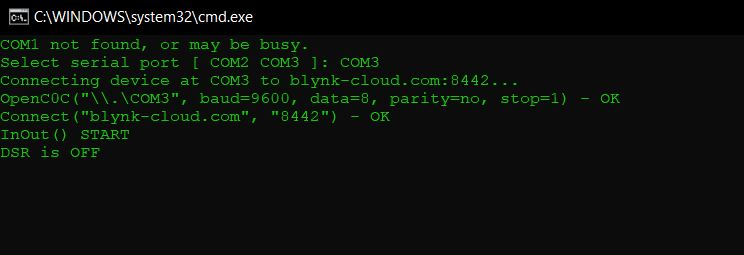 C:\WINDOWS\system32\cmd.exe
COM1 not found, or may be busy.
Select serial port [ COM2 COM3 ]: COM3
Connecting device at COM3 to blynk-cloud.com:8442...
OpenC0C("\\.\COM3", baud=9600, data=8, parity=no, stop=1) - OK
Connect("blynk-cloud.com", "8442") - OK
InOut() START
DSR is OFF